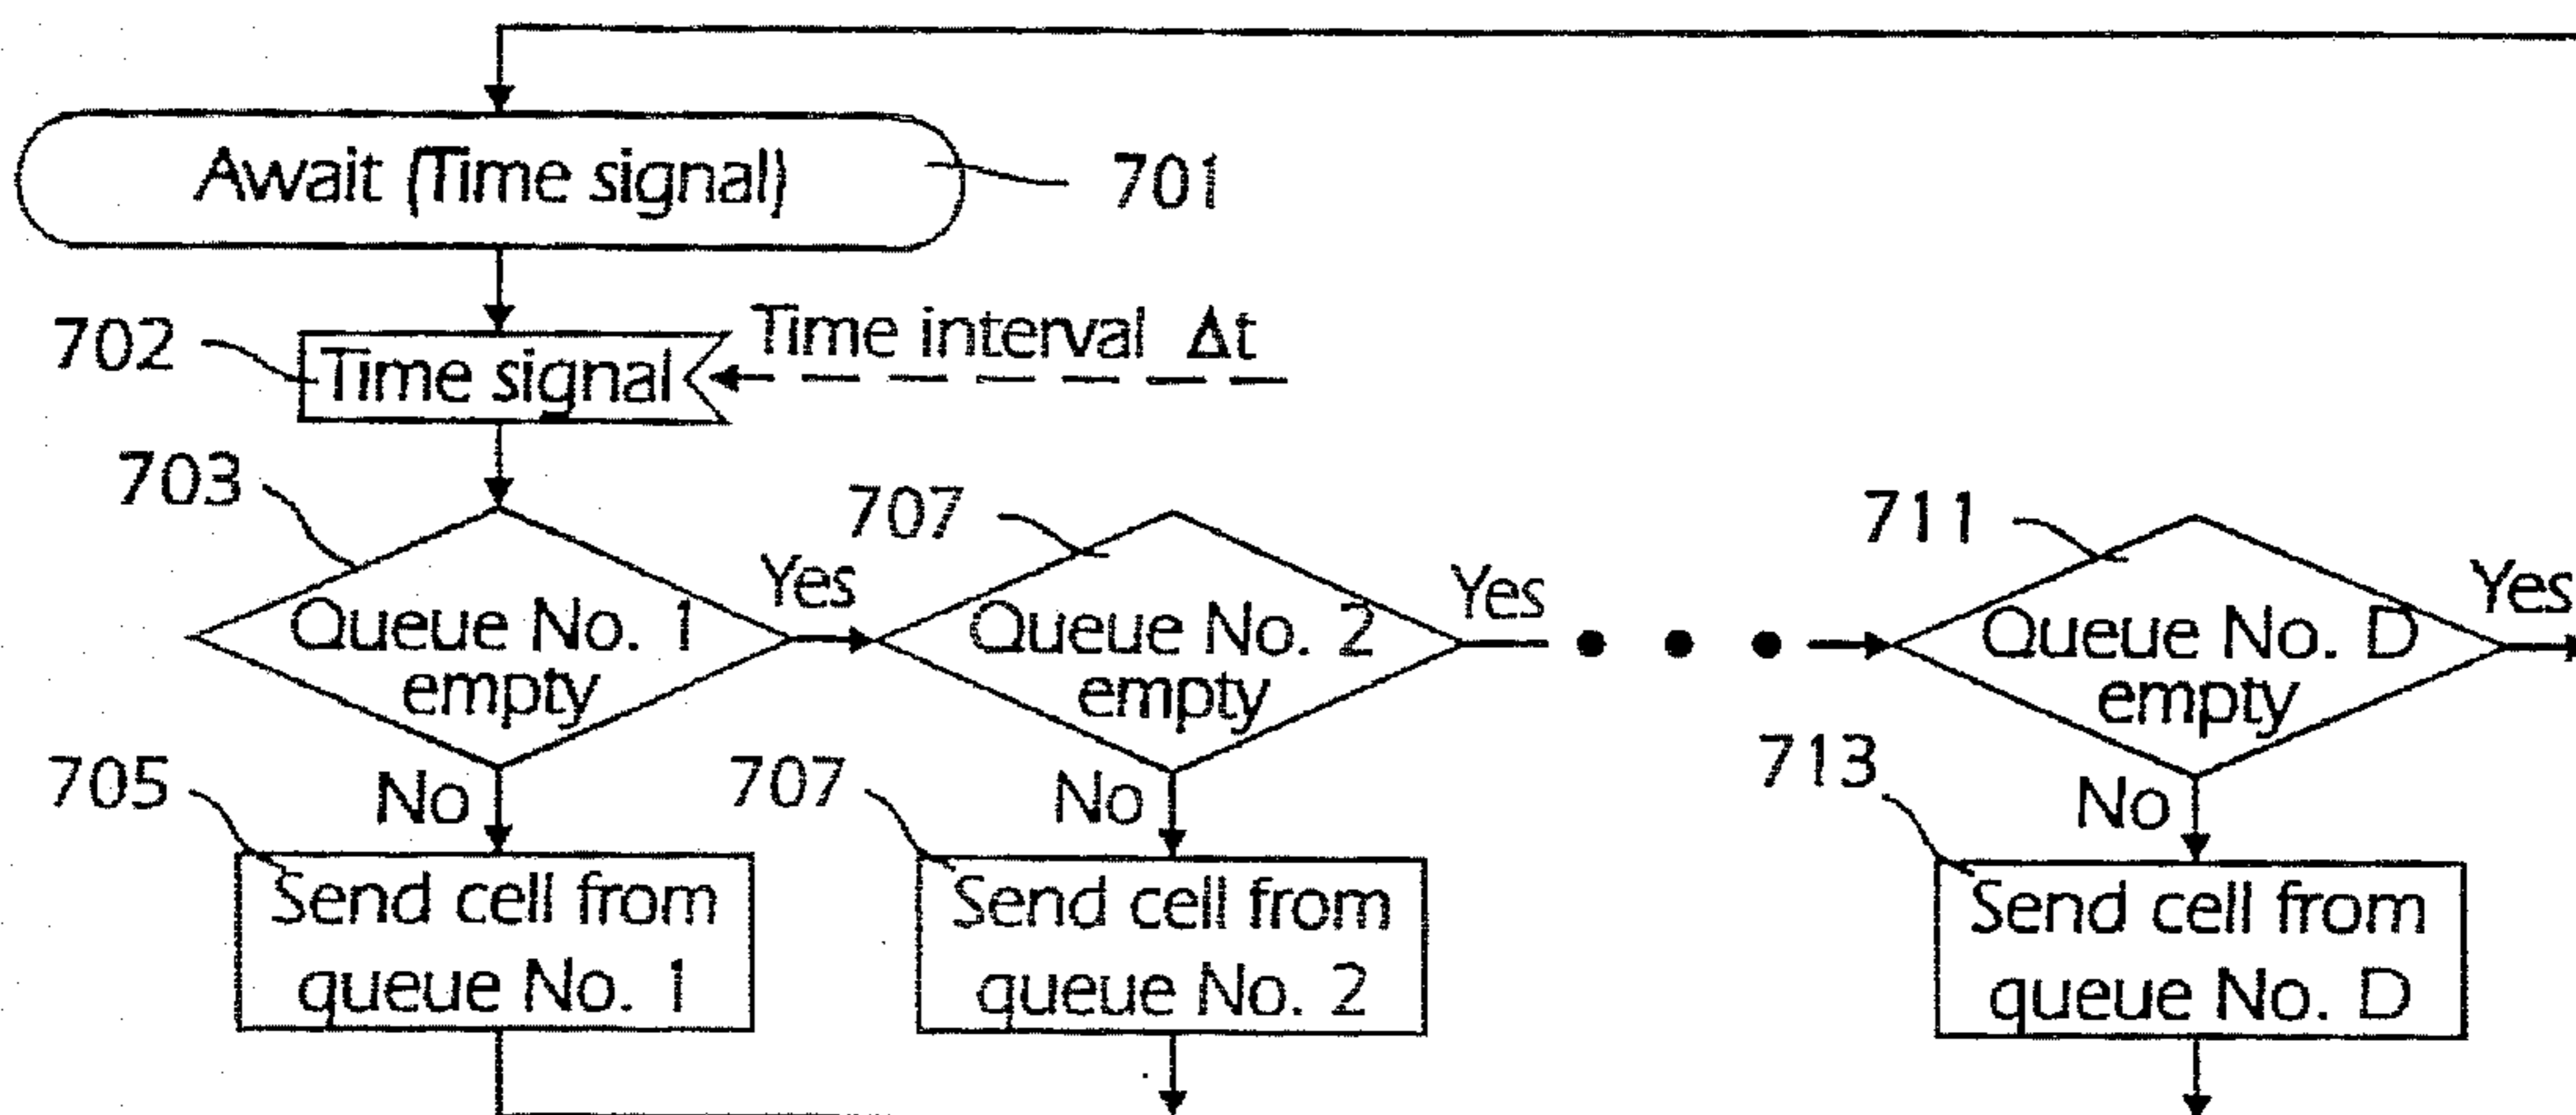 Await (Time signal)
701
702
Time signal
Time interval Δt
703
707
711
Queue No. 1
empty
Yes
Queue No. 2
empty
Yes
Queue No. D
empty
Yes
705
No
707
No
713
No
Send cell from
queue No. 1
Send cell from
queue No. 2
Send cell from
queue No. D